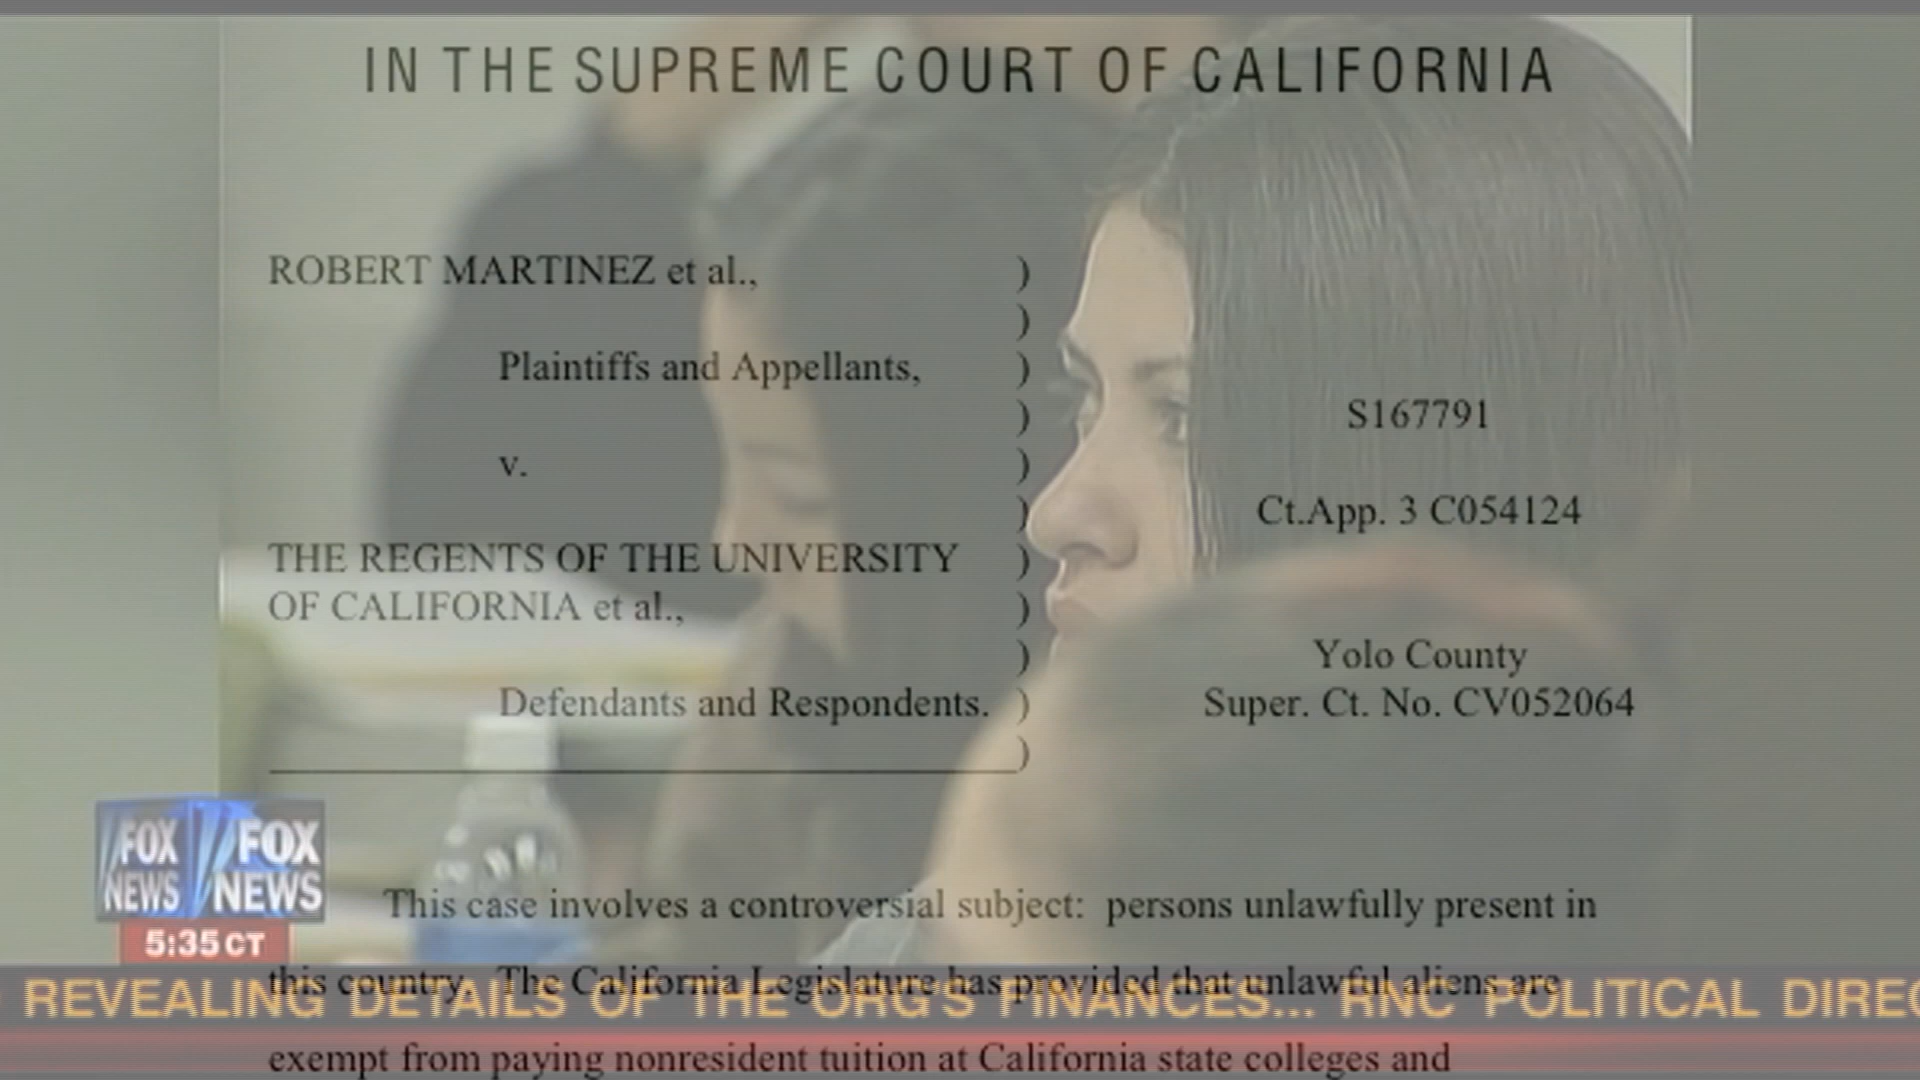 IN THE SUPREME COURT OF CALIFORNIA
ROBERT MARTINEZ et al., )
)
Plaintiffs and Appellants, )
) S167791
v. )
) Ct.App. 3 C054124
THE REGENTS OF THE UNIVERSITY )
OF CALIFORNIA et al., )
) Yolo County
Defendants and Respondents. ) Super. Ct. No. CV052064
)
This case involves a controversial subject: persons unlawfully present in
this country. The California Legislature has provided that unlawful aliens are
exempt from paying nonresident tuition at California state colleges and
FOX NEWS FOX NEWS
5:35 CT
REVEALING DETAILS OF THE ORG'S FINANCES... RNC POLITICAL DIREC